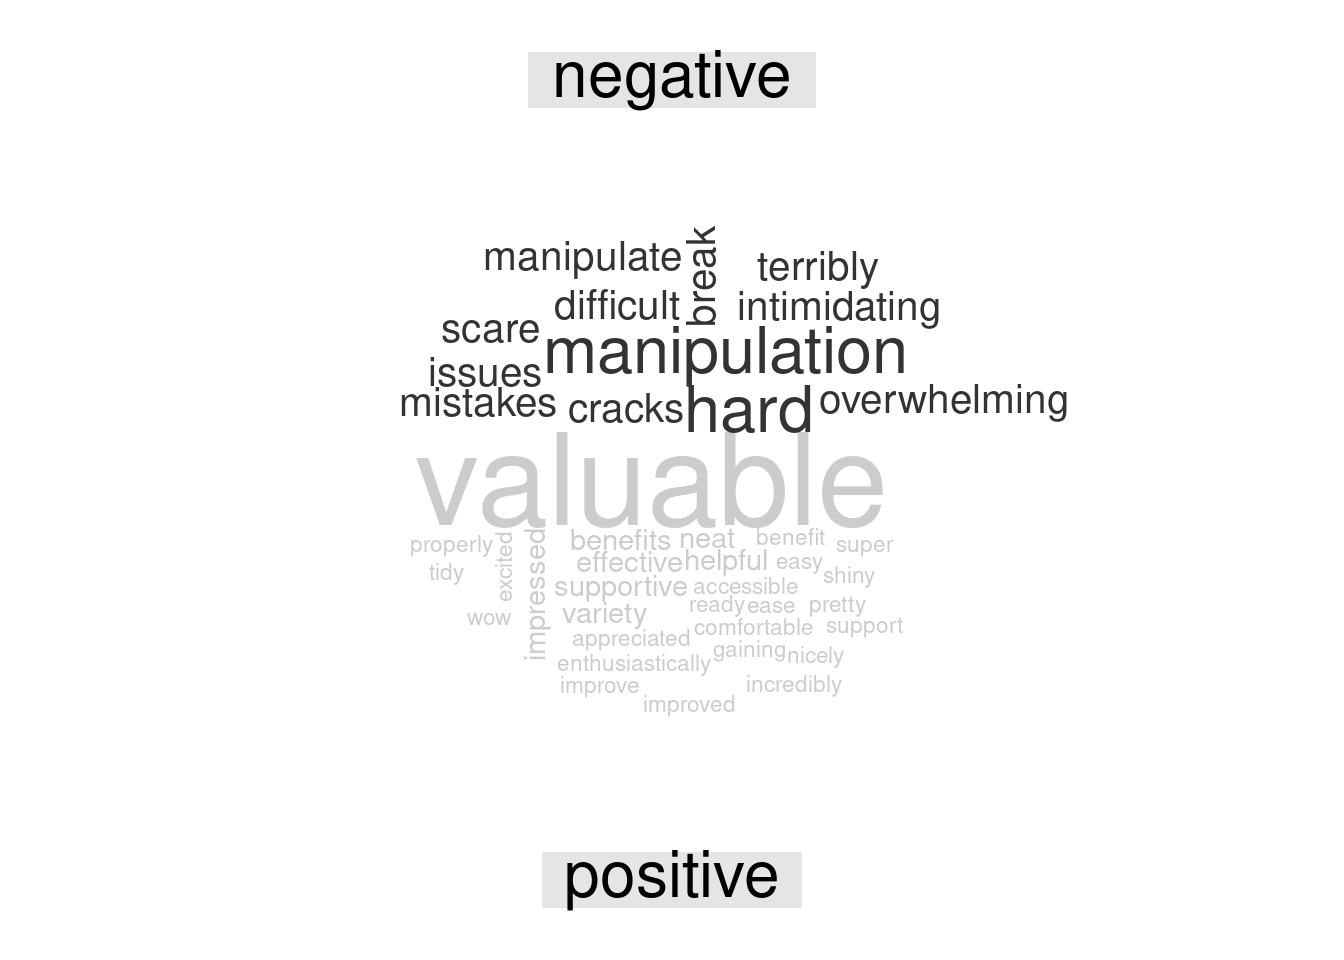 negative
manipulate
break
terribly
difficult
intimidating
scare
manipulation
issues
mistakes
cracks
hard
overwhelming
valuable
properly
excited
impressed
benefits
neat
benefit
super
tidy
effective
helpful
easy
shiny
supportive
accessible
wow
variety
ready
ease
pretty
appreciated
comfortable
support
enthusiastically
gaining
nicely
improve
incredibly
improved
positive